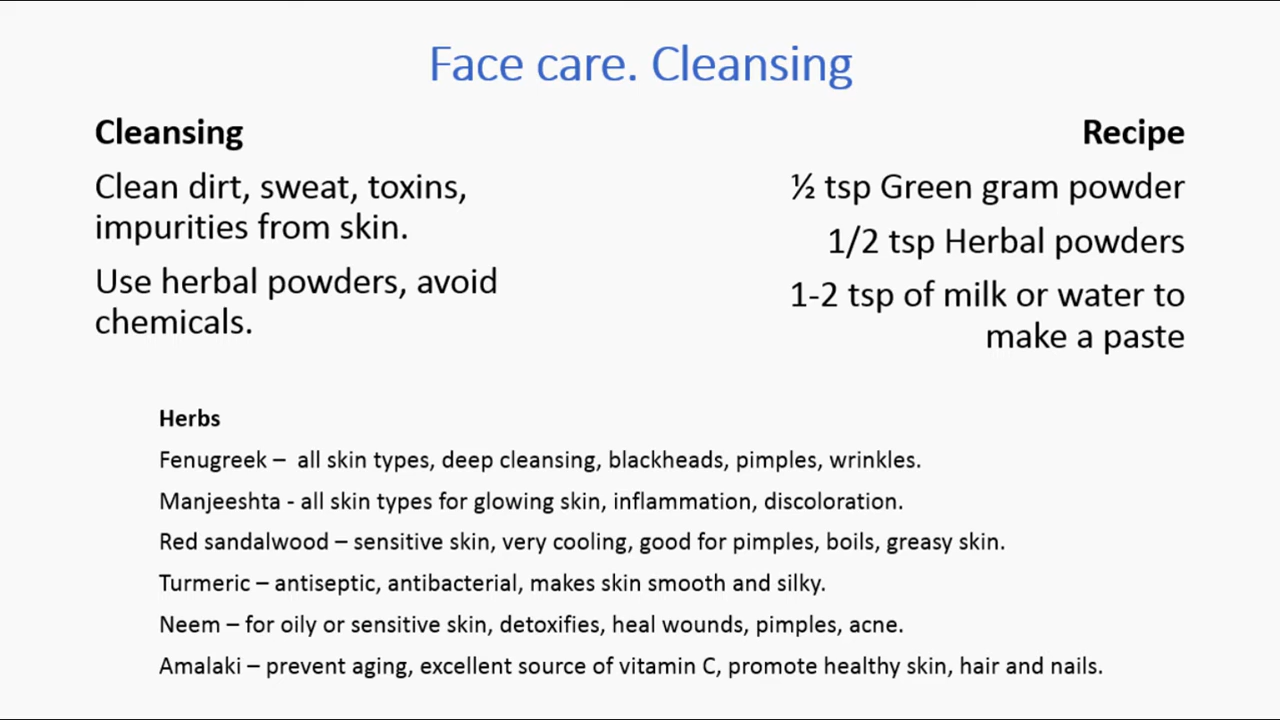 Face care. Cleansing
Cleansing
Clean dirt, sweat, toxins,
impurities from skin.
Use herbal powders, avoid
chemicals.
Recipe
½ tsp Green gram powder
1/2 tsp Herbal powders
1-2 tsp of milk or water to
make a paste
Herbs
Fenugreek –  all skin types, deep cleansing, blackheads, pimples, wrinkles.
Manjeeshta - all skin types for glowing skin, inflammation, discoloration.
Red sandalwood – sensitive skin, very cooling, good for pimples, boils, greasy skin.
Turmeric – antiseptic, antibacterial, makes skin smooth and silky.
Neem – for oily or sensitive skin, detoxifies, heal wounds, pimples, acne.
Amalaki – prevent aging, excellent source of vitamin C, promote healthy skin, hair and nails.